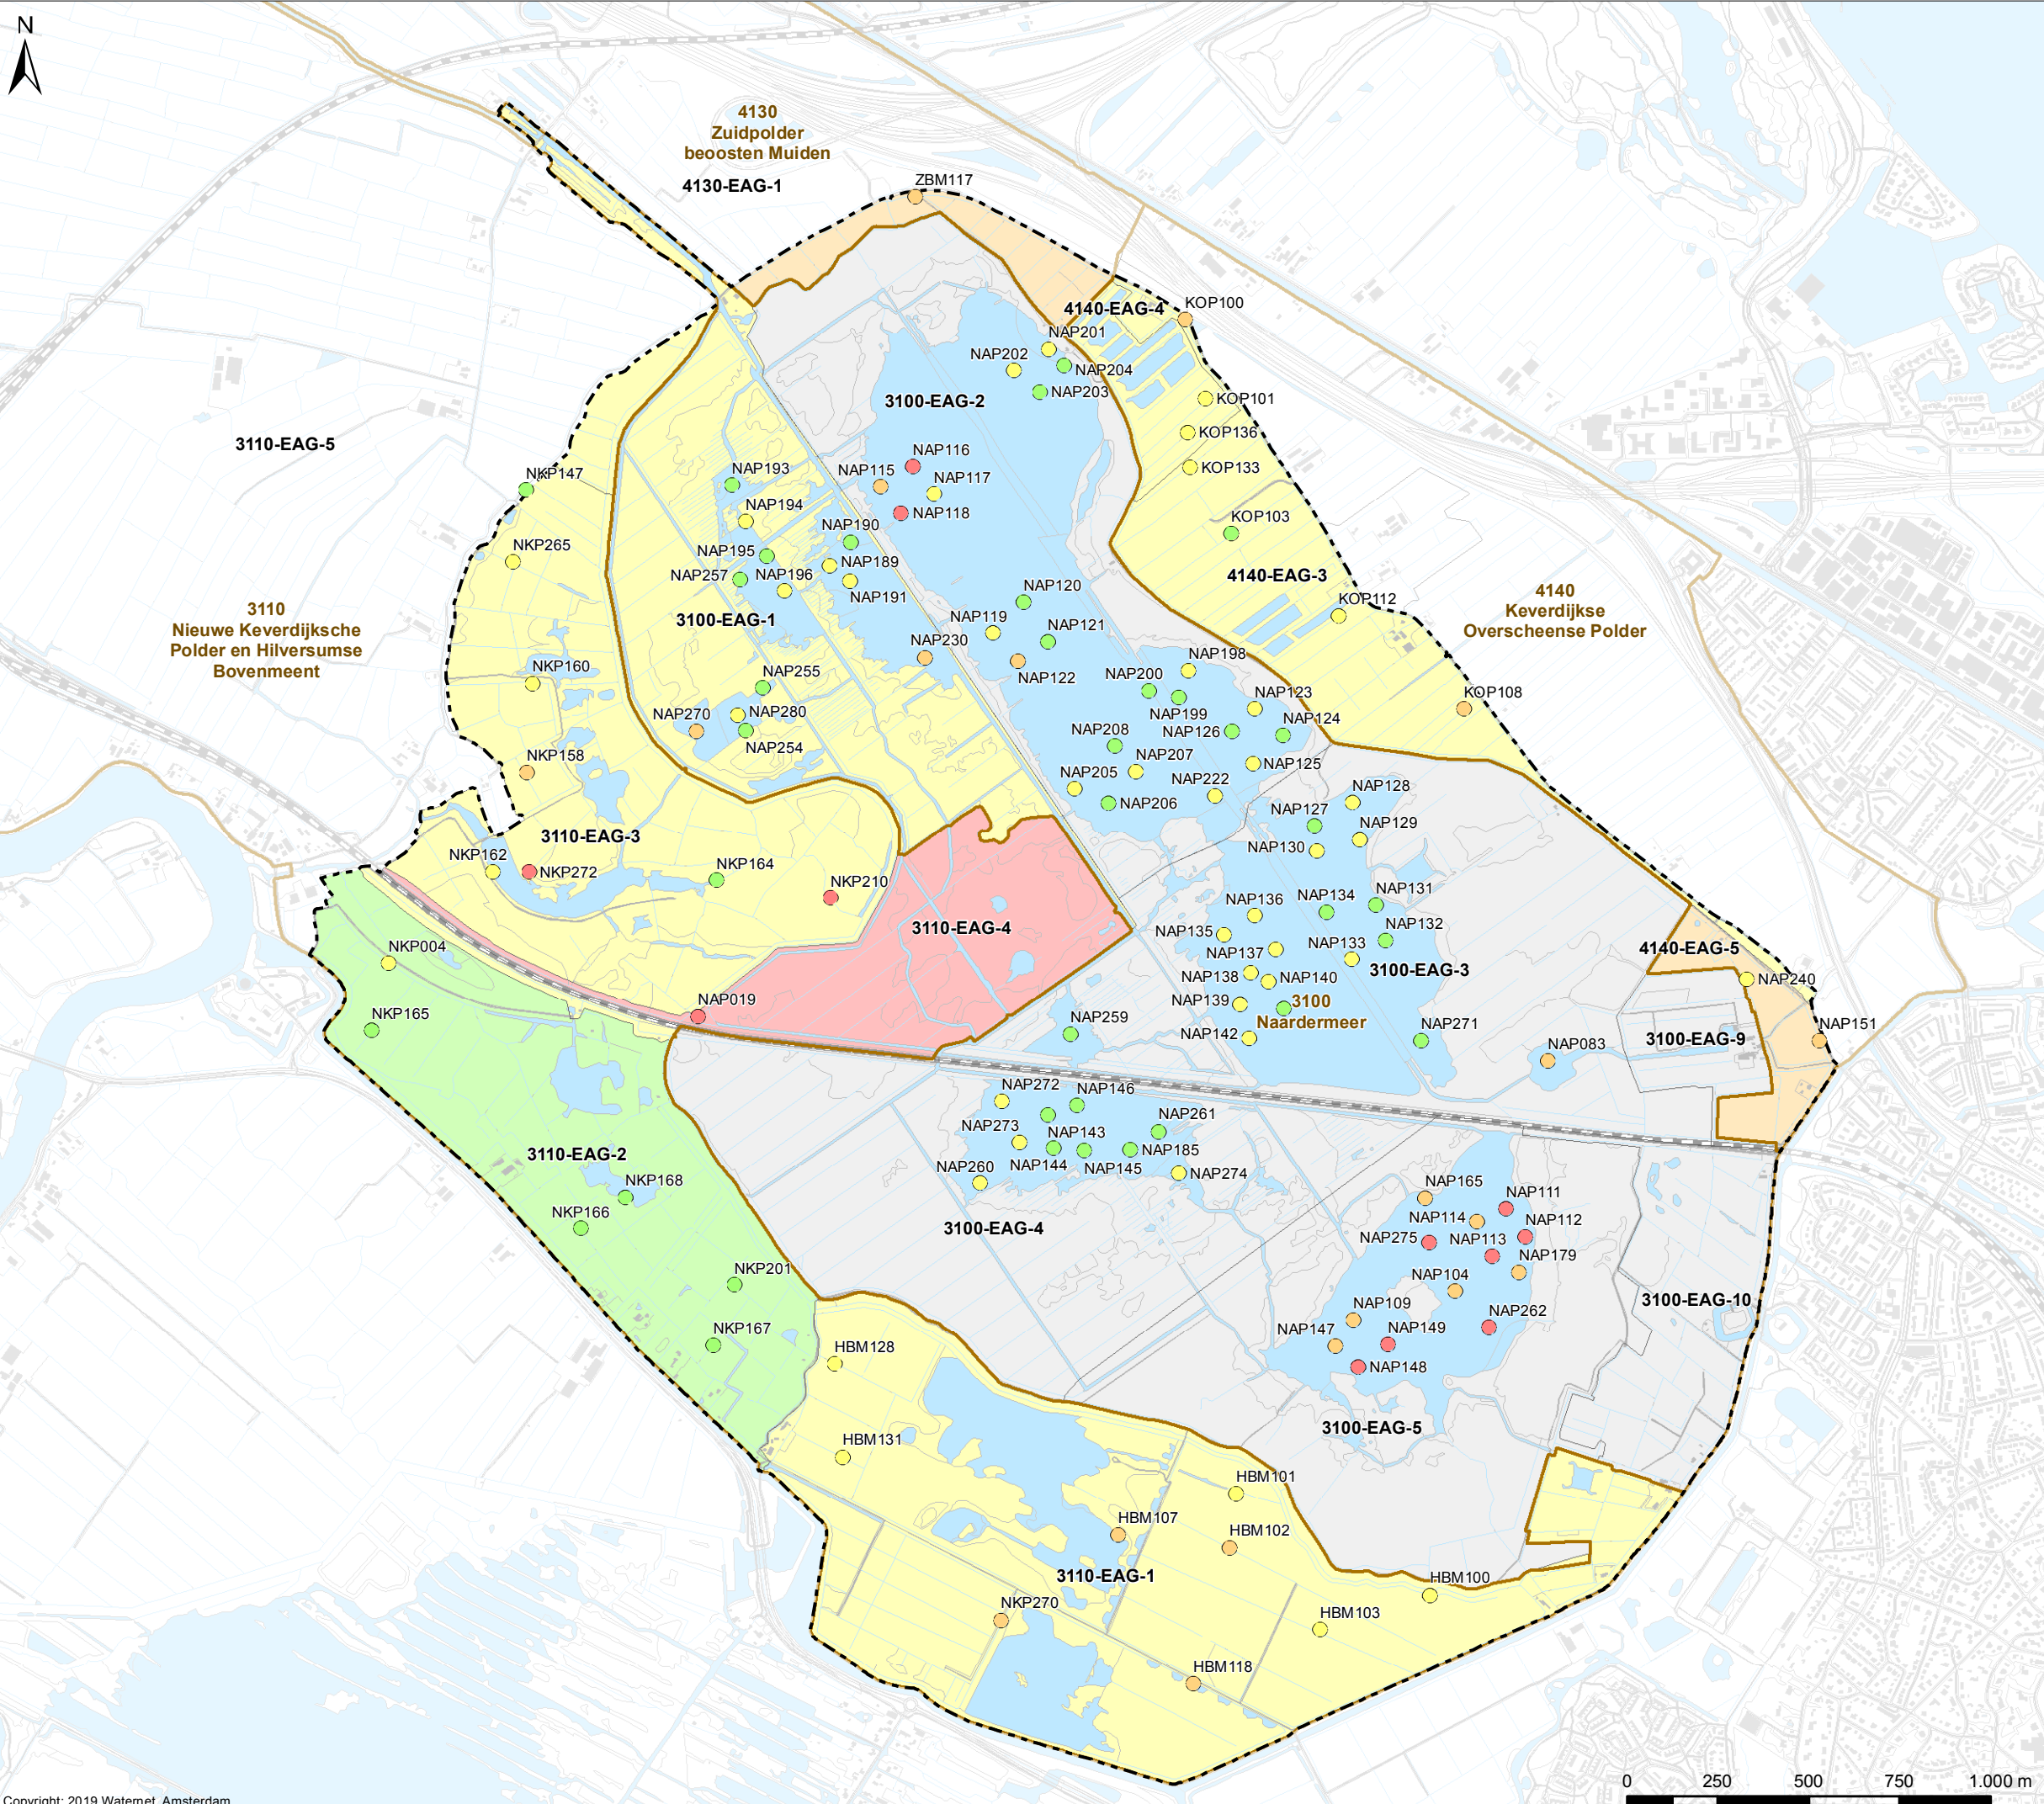 N
4130
Zuidpolder
beoosten Muiden
4130-EAG-1
ZBM117
4140-EAG-4
KOP100
NAP201
NAP202
NAP204
NAP203
3100-EAG-2
KOP101
KOP136
3110-EAG-5
NAP116
KOP133
NKP147
NAP193
NAP115
NAP117
NAP194
NAP118
KOP103
NAP190
NKP265
NAP195
NAP189
NAP257
NAP196
4140-EAG-3
NAP191
NAP120
KOP112
4140
Keverdijkse
Overscheense Polder
3110
Nieuwe Keverdijksche
Polder en Hilversumse
Bovenmeent
3100-EAG-1
NAP119
NAP121
NAP230
NAP198
NKP160
NAP255
NAP122
NAP200
NAP123
KOP108
NAP270
NAP280
NAP199
NAP124
NAP208
NAP126
NAP254
NKP158
NAP207
NAP125
NAP205
NAP222
NAP128
NAP206
NAP127
3110-EAG-3
NAP129
NAP130
NKP162
NKP272
NKP164
NKP210
NAP136
NAP134
NAP131
3110-EAG-4
NAP135
NAP132
NKP004
NAP137
NAP133
4140-EAG-5
3100-EAG-3
NAP138
NAP140
NAP240
NAP019
NAP139
3100
Naardermeer
NKP165
NAP259
NAP142
NAP271
NAP151
3100-EAG-9
NAP083
NAP272
NAP146
NAP261
NAP273
NAP143
3110-EAG-2
NAP144
NAP145
NAP185
NAP260
NAP274
NKP168
NAP165
NAP111
NKP166
NAP114
NAP112
3100-EAG-4
NAP275
NAP113
NAP179
NKP201
NAP104
3100-EAG-10
NAP109
NAP262
NKP167
NAP147
NAP149
HBM128
NAP148
3100-EAG-5
HBM131
HBM101
HBM107
HBM102
3110-EAG-1
HBM100
NKP270
HBM103
HBM118
0 250 500 750 1.000 m
Copyright: 2019 Waternet, Amsterdam